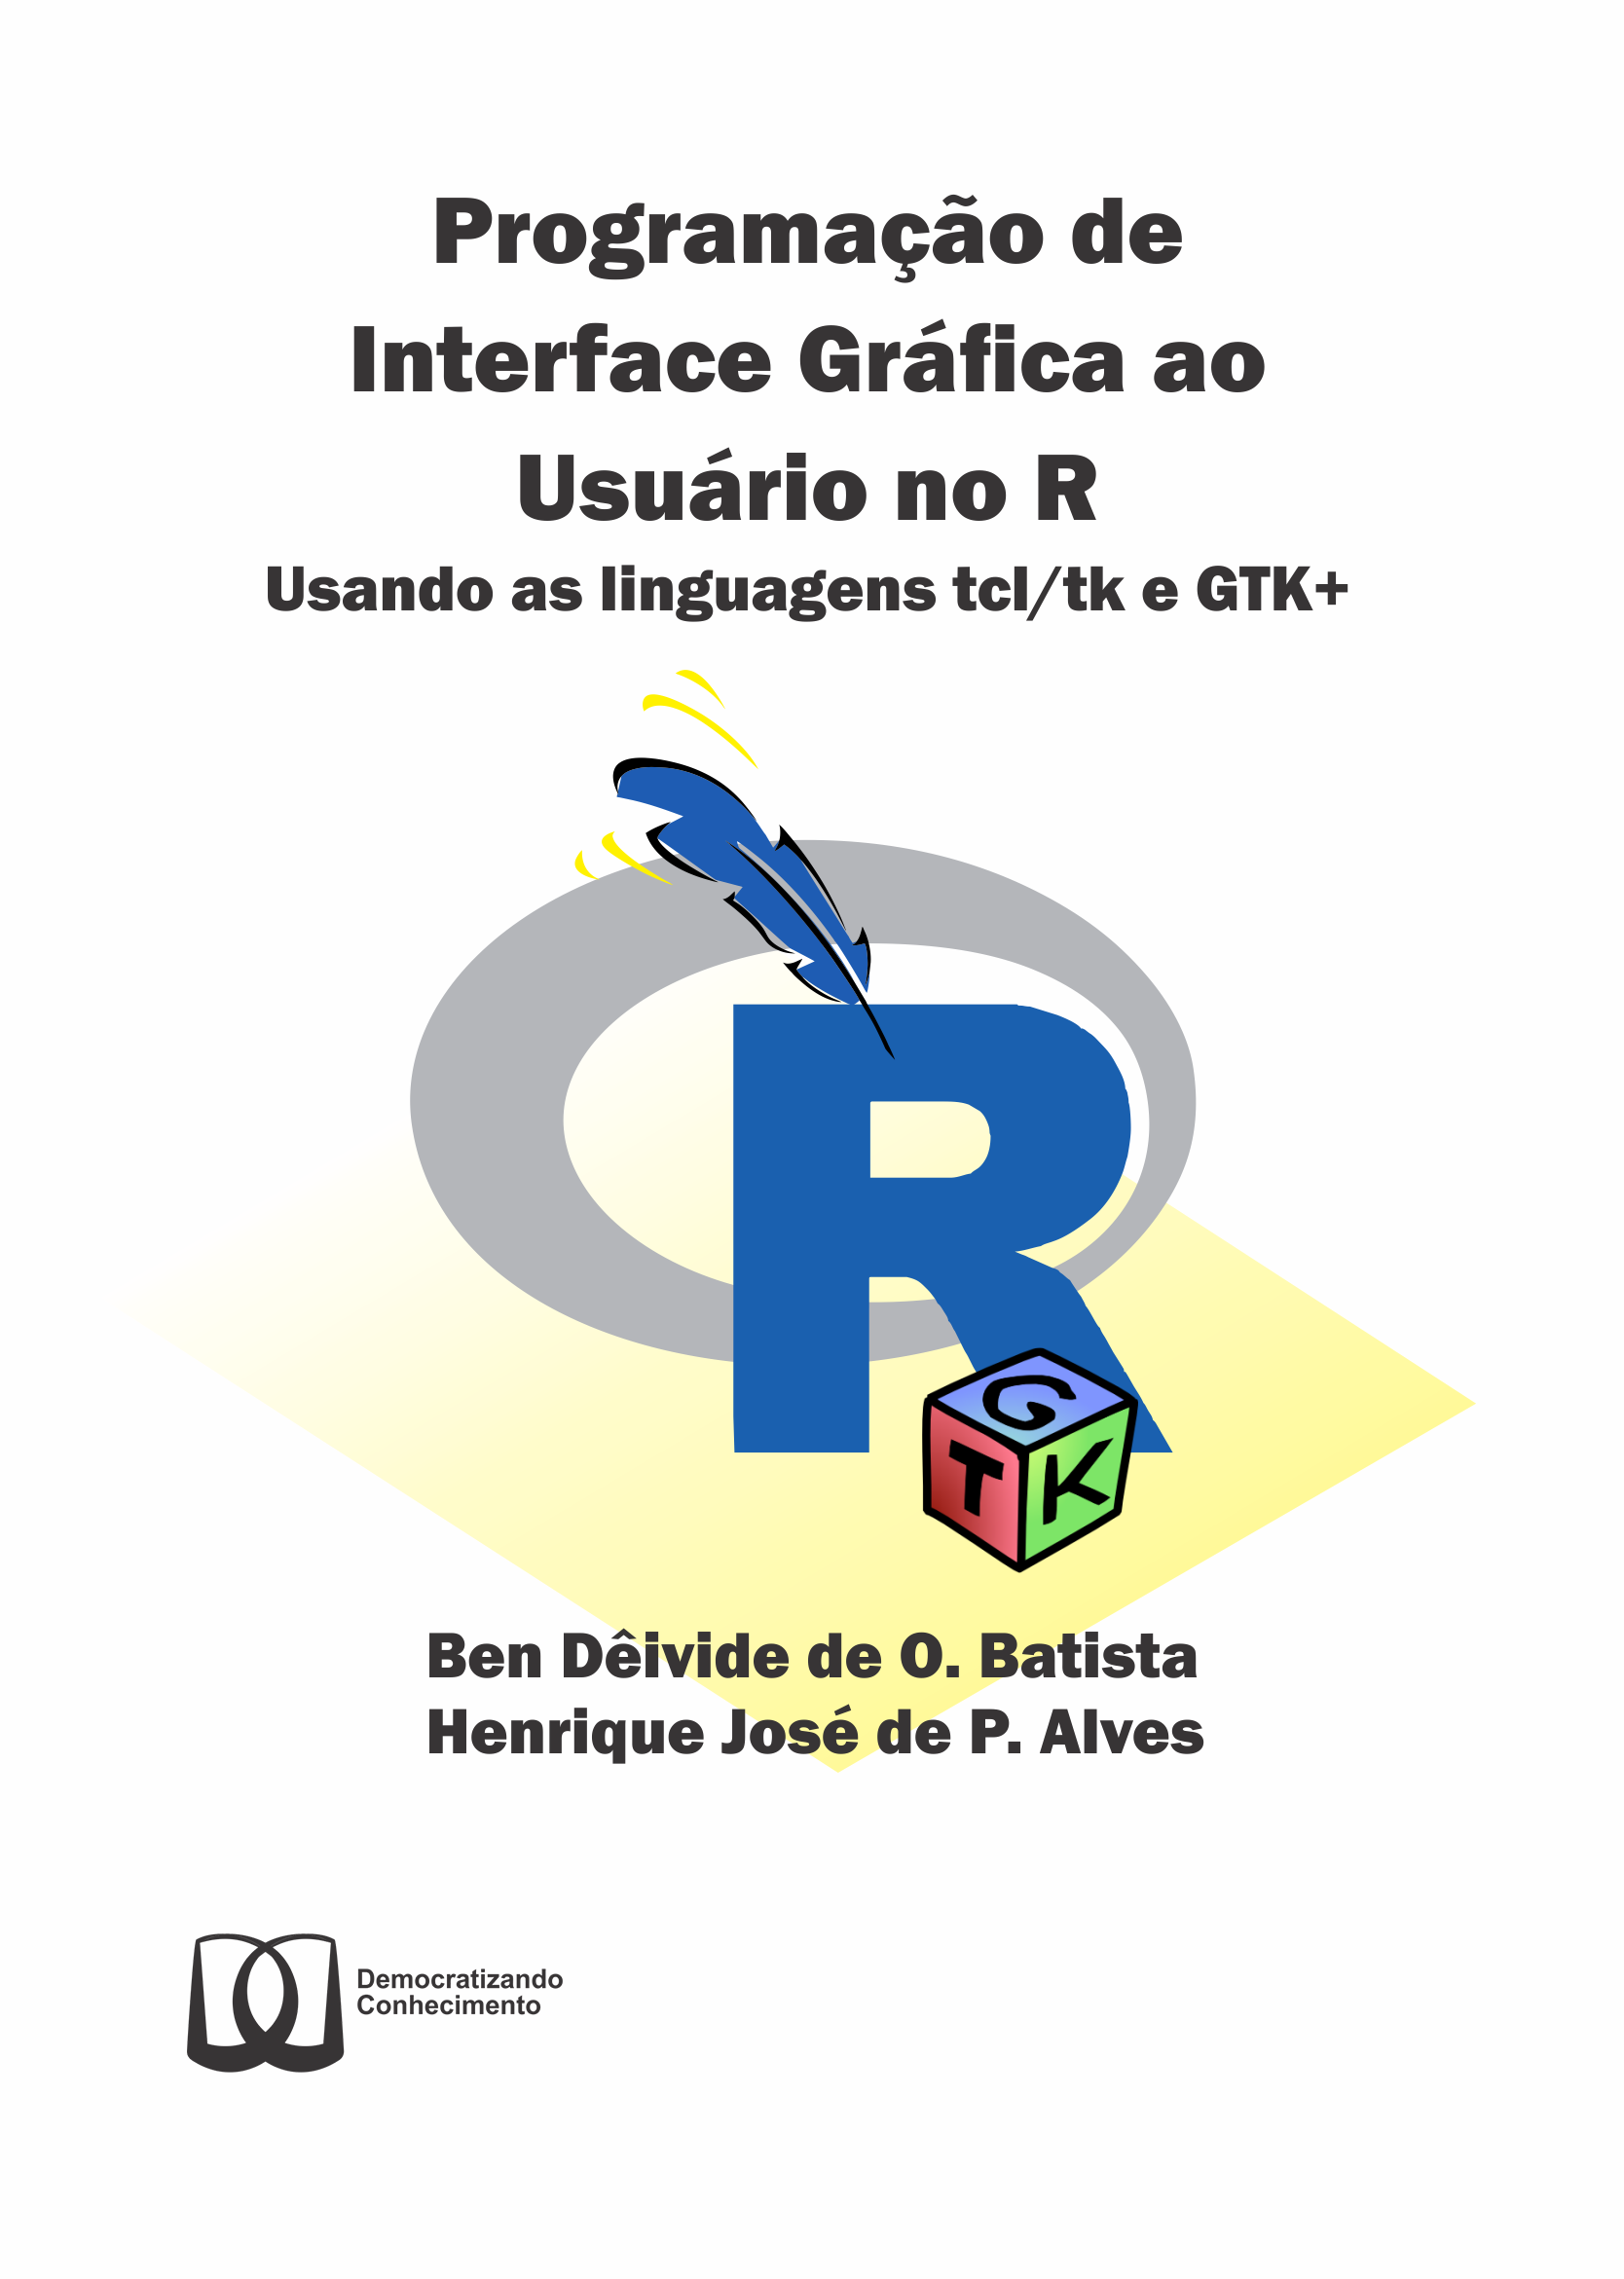 Programação de
Interface Gráfica ao
Usuário no R
Usando as linguagens tcl/tk e GTK+
R
G
T K
Ben Dêivide de O. Batista
Henrique José de P. Alves
Democratizando
Conhecimento